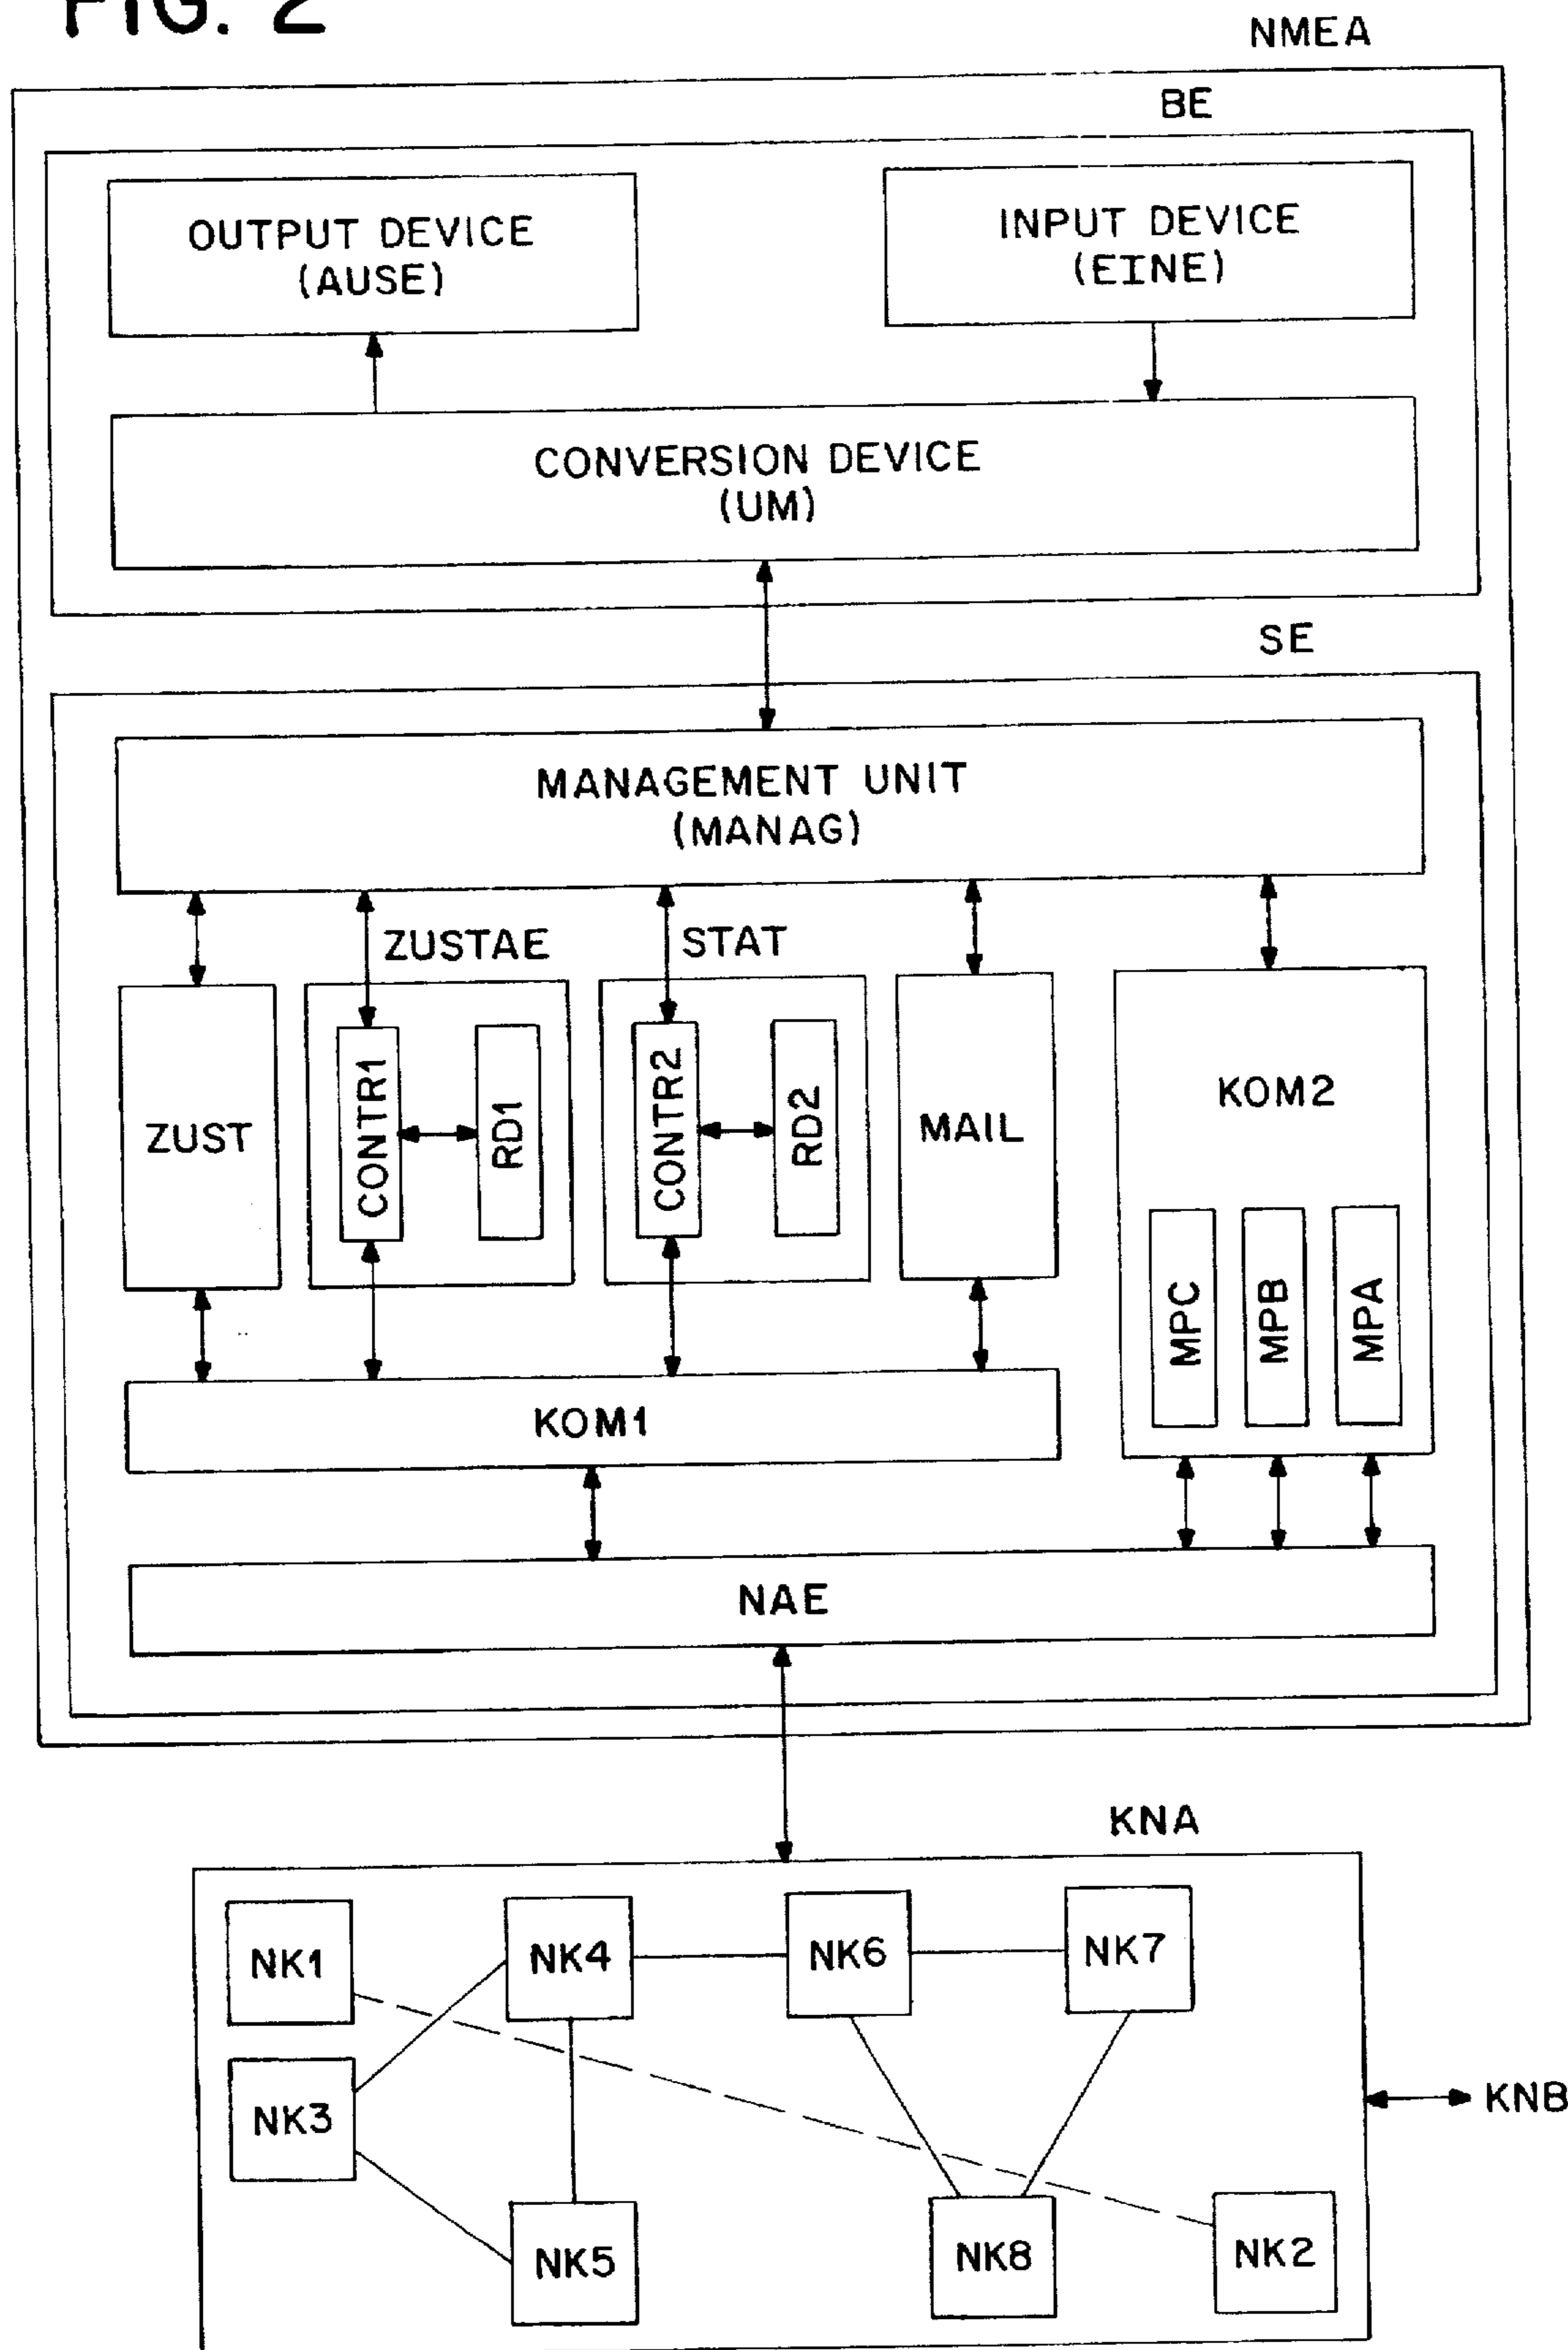 FIG. 2
NMEA
BE
OUTPUT DEVICE
(AUSE)
INPUT DEVICE
(EINE)
CONVERSION DEVICE
(UM)
SE
MANAGEMENT UNIT
(MANAG)
ZUSTAE
STAT
ZUST
CONTR1
RD1
CONTR2
RD2
MAIL
KOM2
MPC
MPB
MPA
KOM1
NAE
KNA
NK1
NK4
NK6
NK7
NK3
KNB
NK5
NK8
NK2